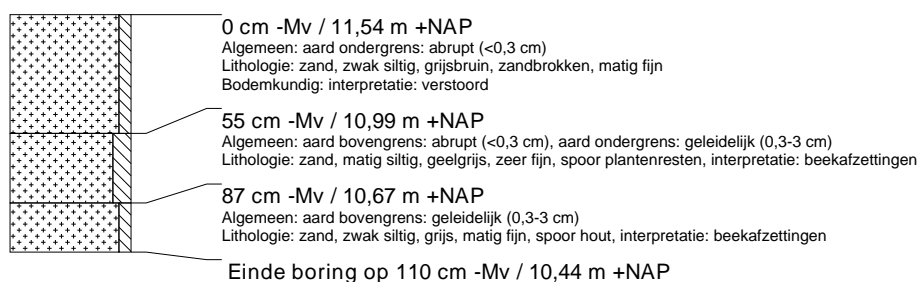 0 cm -Mv / 11,54 m +NAP
Algemeen: aard ondergrens: abrupt (<0,3 cm)
Lithologie: zand, zwak siltig, grijsbruin, zandbrokken, matig fijn
Bodemkundig: interpretatie: verstoord
55 cm -Mv / 10,99 m +NAP
Algemeen: aard bovengrens: abrupt (<0,3 cm), aard ondergrens: geleidelijk (0,3-3 cm)
Lithologie: zand, matig siltig, geelgrijs, zeer fijn, spoor plantenresten, interpretatie: beekafzettingen
87 cm -Mv / 10,67 m +NAP
Algemeen: aard bovengrens: geleidelijk (0,3-3 cm)
Lithologie: zand, zwak siltig, grijs, matig fijn, spoor hout, interpretatie: beekafzettingen
Einde boring op 110 cm -Mv / 10,44 m +NAP